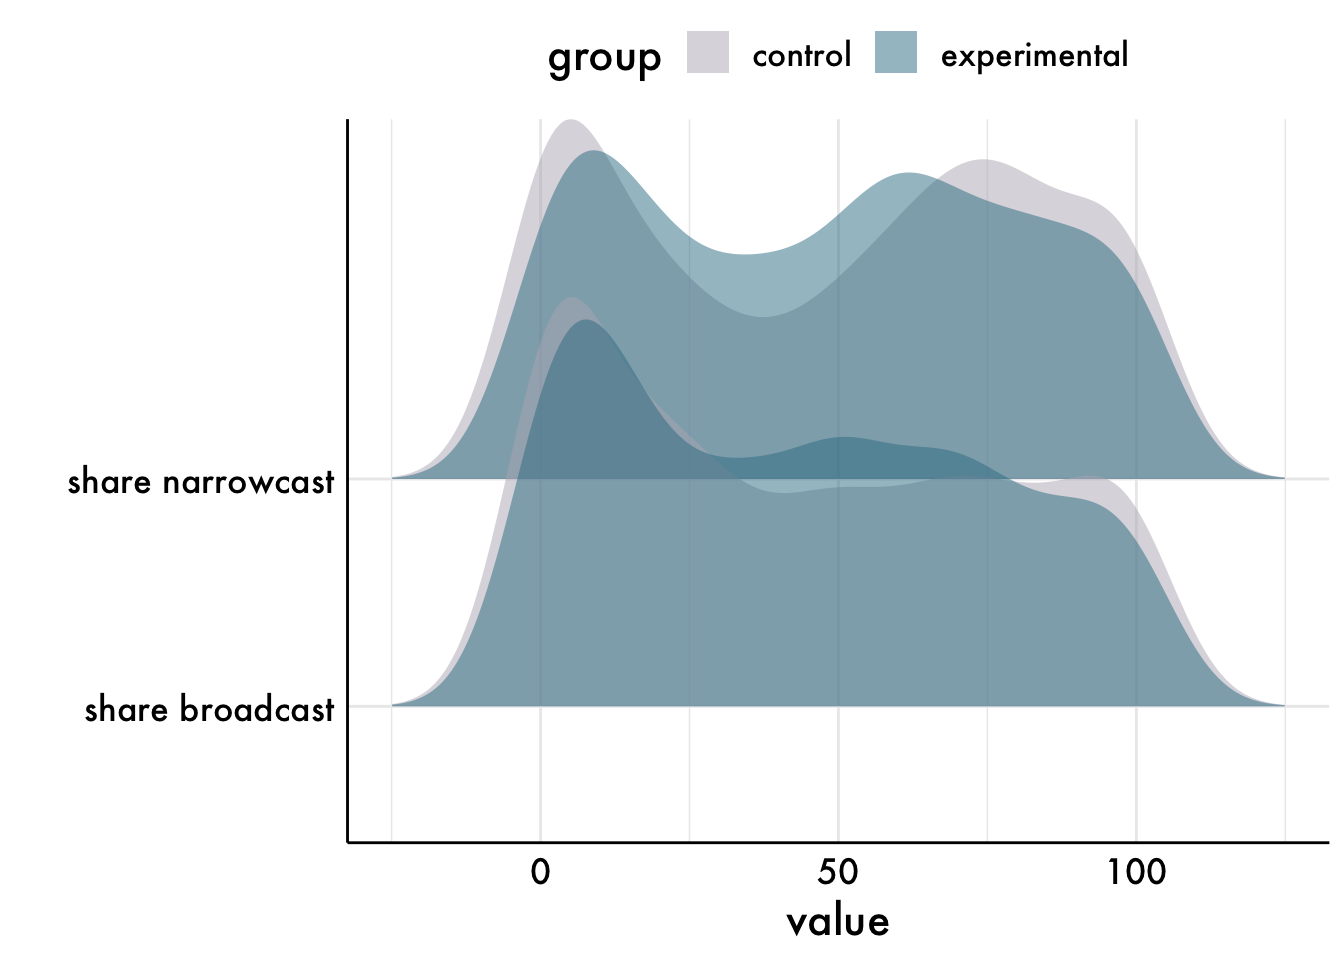 group control experimental
share narrowcast
share broadcast
0 50 100
value